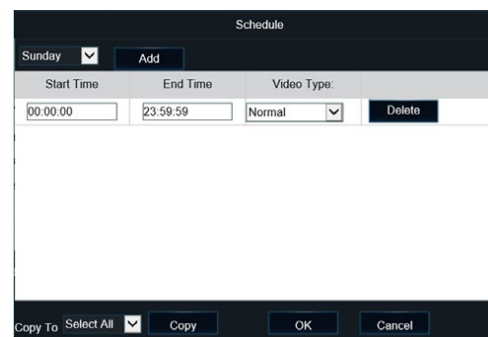 Schedule
Sunday Add
Start Time End Time Video Type:
00:00:00 23:59:59 Normal Delete
Copy To Select All Copy OK Cancel